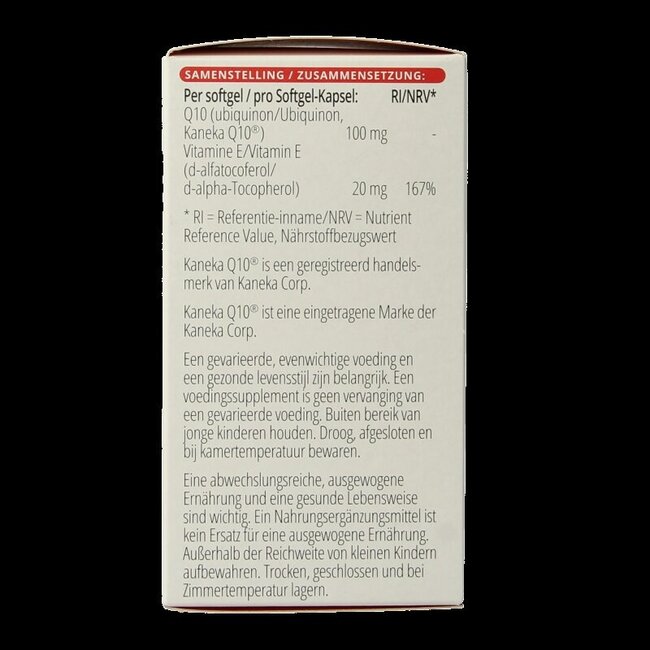 SAMENSTELLING / ZUSAMMENSETZUNG:
Per softgel / pro Softgel-Kapsel: RI/NRV*
Q10 (ubiquinon/Ubiquinon,
Kaneka Q10®) 100 mg -
Vitamine E/Vitamin E
(d-alfatocoferol/
d-alpha-Tocopherol) 20 mg 167%
* RI = Referentie-inname/NRV = Nutrient
Reference Value, Nährstoffbezugswert
Kaneka Q10® is een geregistreerd handels-
merk van Kaneka Corp.
Kaneka Q10® ist eine eingetragene Marke der
Kaneka Corp.
Een gevarieerde, evenwichtige voeding en
een gezonde levensstijl zijn belangrijk. Een
voedingssupplement is geen vervanging van
een gevarieerde voeding. Buiten bereik van
jonge kinderen houden. Droog, afgesloten en
bij kamertemperatuur bewaren.
Eine abwechslungsreiche, ausgewogene
Ernährung und eine gesunde Lebensweise
sind wichtig. Ein Nahrungsergänzungsmittel ist
kein Ersatz für eine ausgewogene Ernährung.
Außerhalb der Reichweite von kleinen Kindern
aufbewahren. Trocken, geschlossen und bei
Zimmertemperatur lagern.